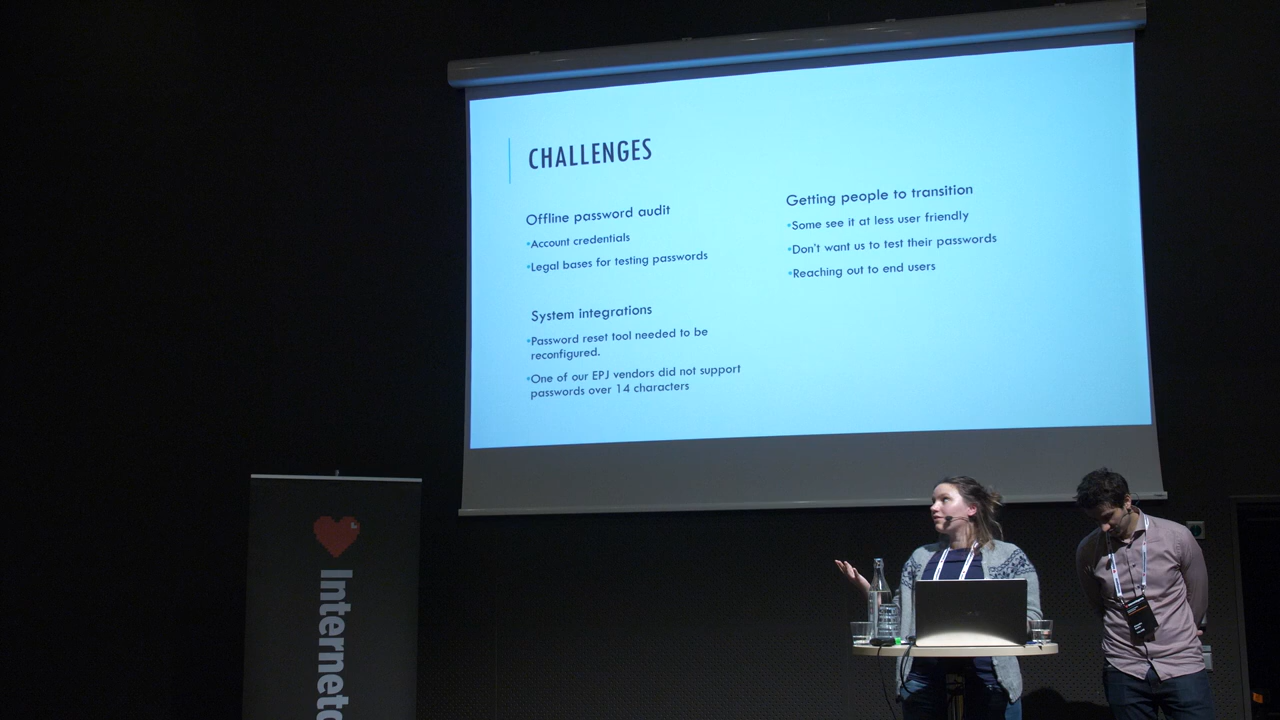 CHALLENGES
Offline password audit
•Account credentials
•Legal bases for testing passwords
System integrations
•Password reset tool needed to be
reconfigured.
•One of our EPJ vendors did not support
passwords over 14 characters
Getting people to transition
•Some see it at less user friendly
•Don't want us to test their passwords
•Reaching out to end users